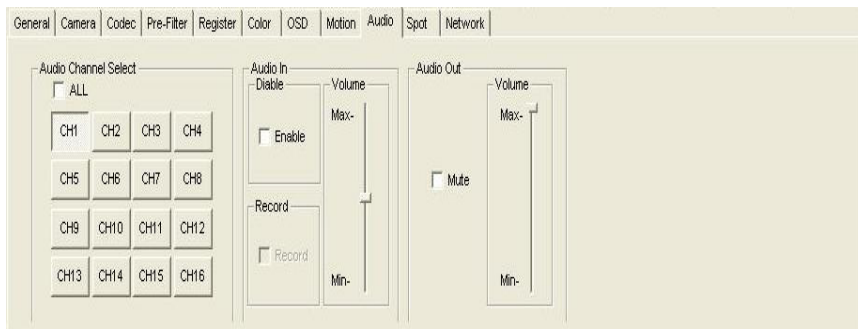 General Camera Codec Pre-Filter Register Color OSD Motion Audio Spot Network
Audio Channel Select
ALL
CH1 CH2 CH3 CH4
CH5 CH6 CH7 CH8
CH9 CH10 CH11 CH12
CH13 CH14 CH15 CH16
Audio In
Diable
Enable
Record
Record
Volume
Max-
Min-
Audio Out
Mute
Volume
Max-
Min-